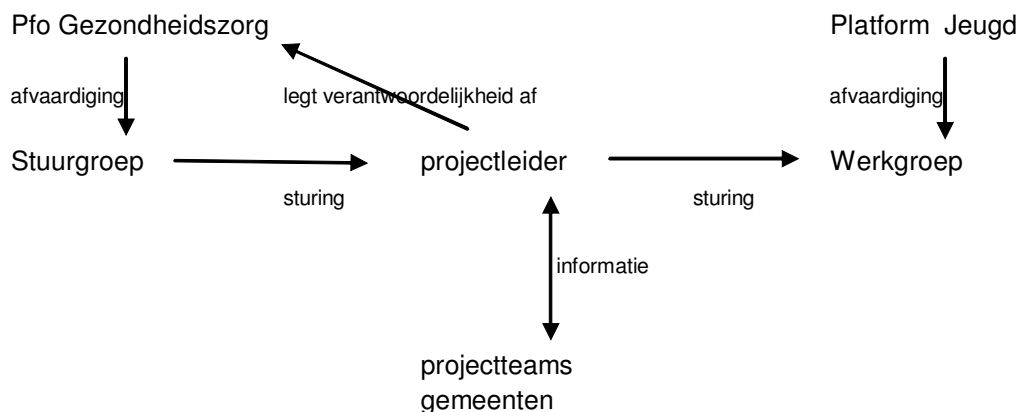 Pfo Gezondheidszorg
Platform Jeugd
afvaardiging
legt verantwoordelijkheid af
afvaardiging
Stuurgroep
projectleider
Werkgroep
sturing
sturing
informatie
projectteams
gemeenten